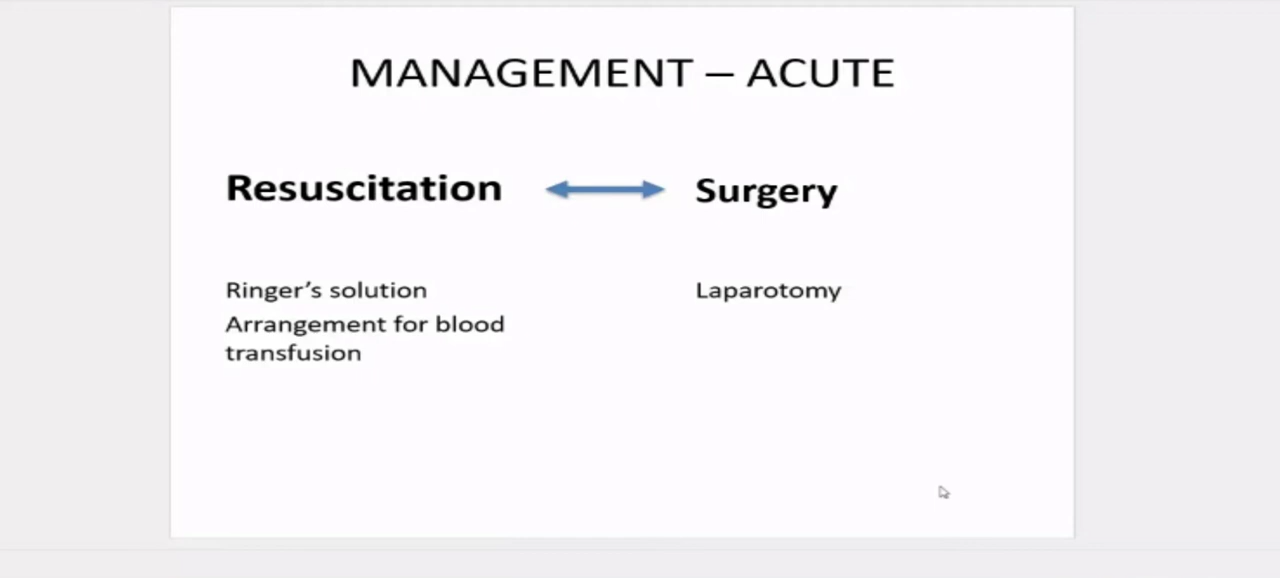 MANAGEMENT – ACUTE
Resuscitation
Surgery
Ringer’s solution
Arrangement for blood
transfusion
Laparotomy